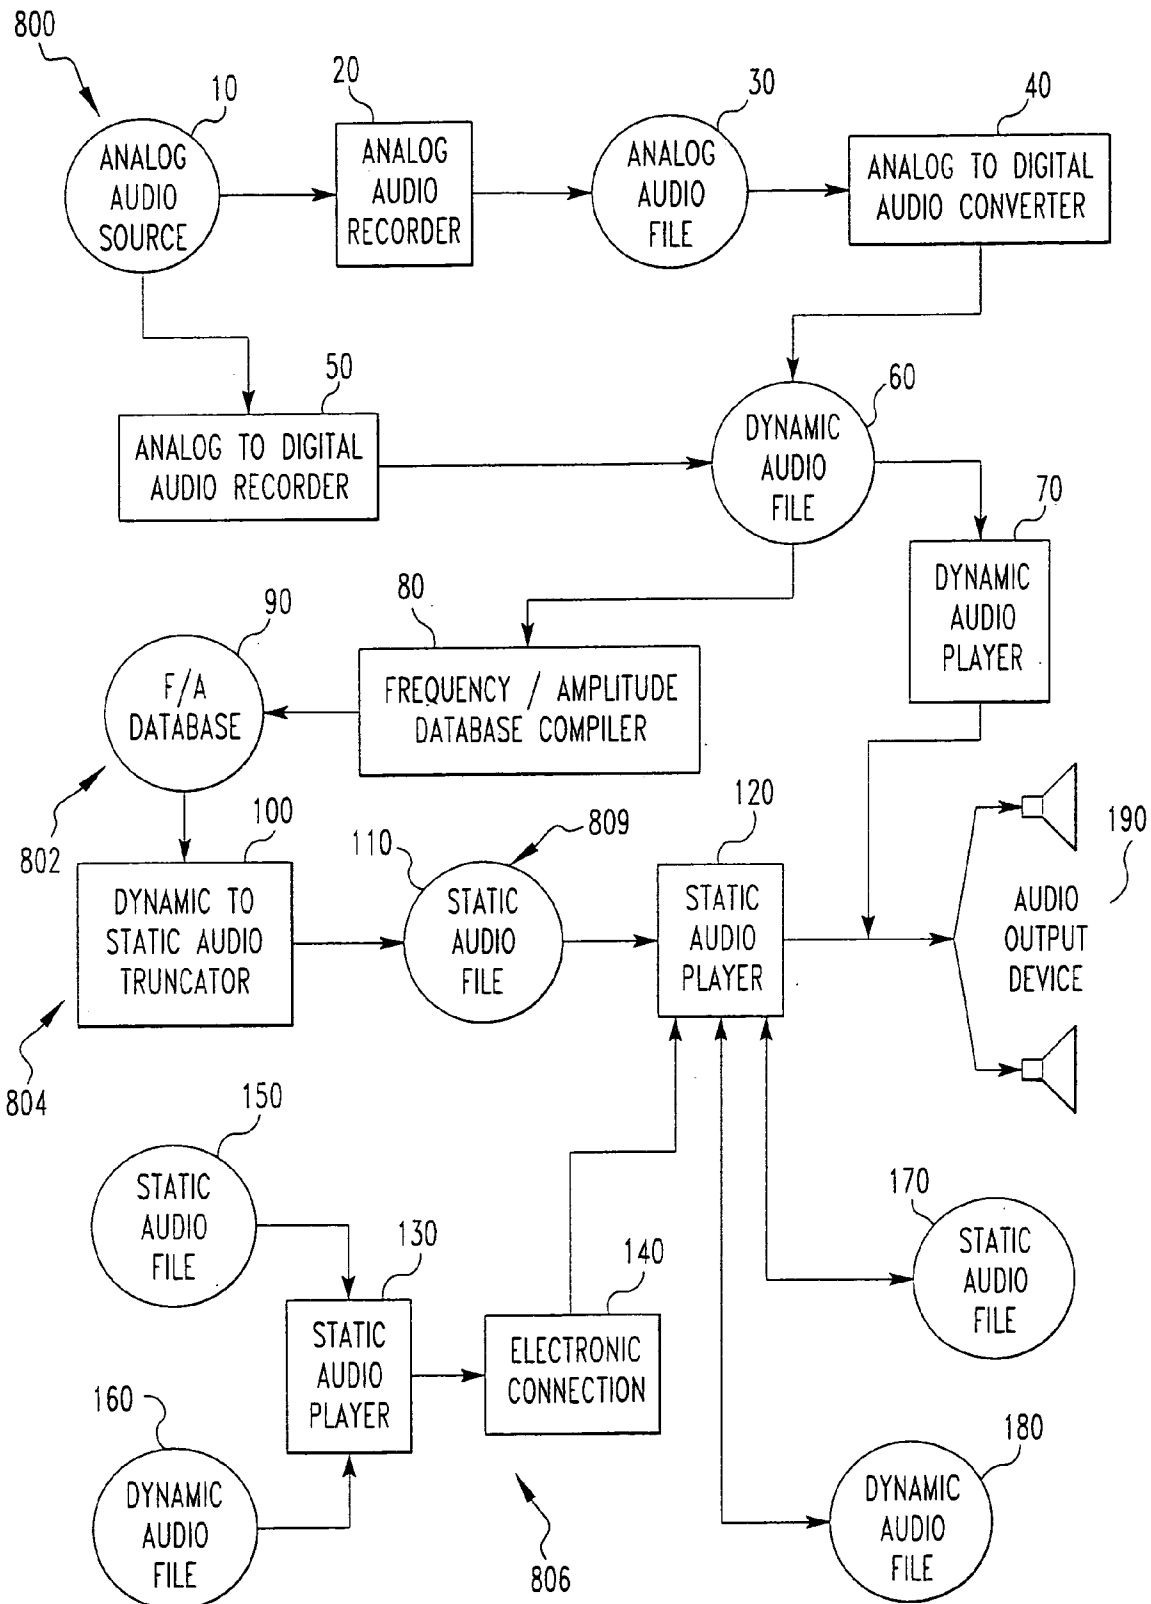 800
10
20
30
40
ANALOG
AUDIO
SOURCE
ANALOG
AUDIO
RECORDER
ANALOG
AUDIO
FILE
ANALOG TO DIGITAL
AUDIO CONVERTER
50
60
ANALOG TO DIGITAL
AUDIO RECORDER
DYNAMIC
AUDIO
FILE
70
DYNAMIC
AUDIO
PLAYER
80
90
F/A
DATABASE
FREQUENCY / AMPLITUDE
DATABASE COMPILER
802
100
110
809
120
190
DYNAMIC TO
STATIC AUDIO
TRUNCATOR
STATIC
AUDIO
FILE
STATIC
AUDIO
PLAYER
AUDIO
OUTPUT
DEVICE
804
150
STATIC
AUDIO
FILE
130
140
170
STATIC
AUDIO
FILE
STATIC
AUDIO
PLAYER
ELECTRONIC
CONNECTION
160
DYNAMIC
AUDIO
FILE
806
180
DYNAMIC
AUDIO
FILE